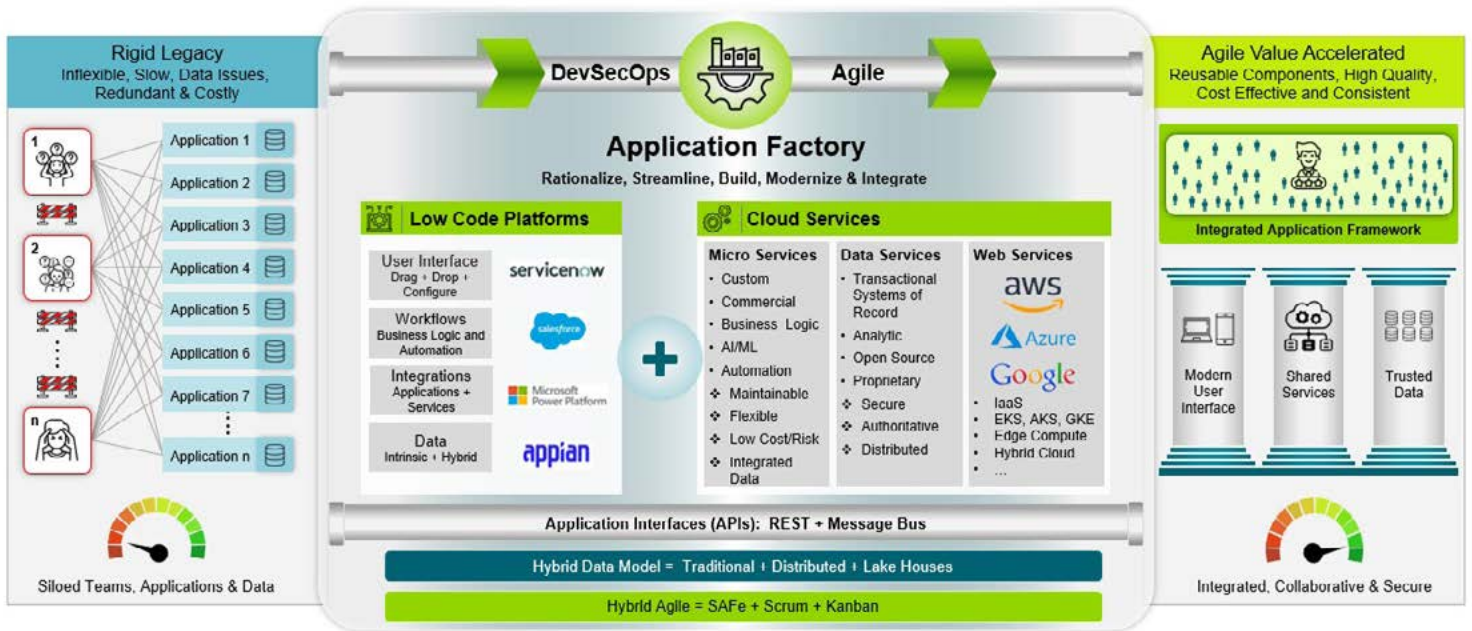 Rigid Legacy
Inflexible, Slow, Data Issues,
Redundant & Costly
1
2
n
Application 1
Application 2
Application 3
Application 4
Application 5
Application 6
Application 7
Application n
Siloed Teams, Applications & Data
DevSecOps
Agile
Application Factory
Rationalize, Streamline, Build, Modernize & Integrate
Low Code Platforms
User Interface
Drag + Drop +
Configure
Workflows
Business Logic and
Automation
Integrations
Applications +
Services
Data
Intrinsic + Hybrid
servicenow
salesforce
Microsoft
Power Platform
appian
+
Cloud Services
Micro Services
• Custom
• Commercial
• Business Logic
• AI/ML
• Automation
❖ Maintainable
❖ Flexible
❖ Low Cost/Risk
❖ Integrated
Data
Data Services
• Transactional
Systems of
Record
• Analytic
• Open Source
• Proprietary
❖ Secure
❖ Authoritative
❖ Distributed
Web Services
aws
Azure
Google
• IaaS
• EKS, AKS, GKE
• Edge Compute
• Hybrid Cloud
• ...
Application Interfaces (APIs): REST + Message Bus
Hybrid Data Model = Traditional + Distributed + Lake Houses
Hybrid Agile = SAFe + Scrum + Kanban
Agile Value Accelerated
Reusable Components, High Quality,
Cost Effective and Consistent
Integrated Application Framework
Modern
User
Interface
Shared
Services
Trusted
Data
Integrated, Collaborative & Secure